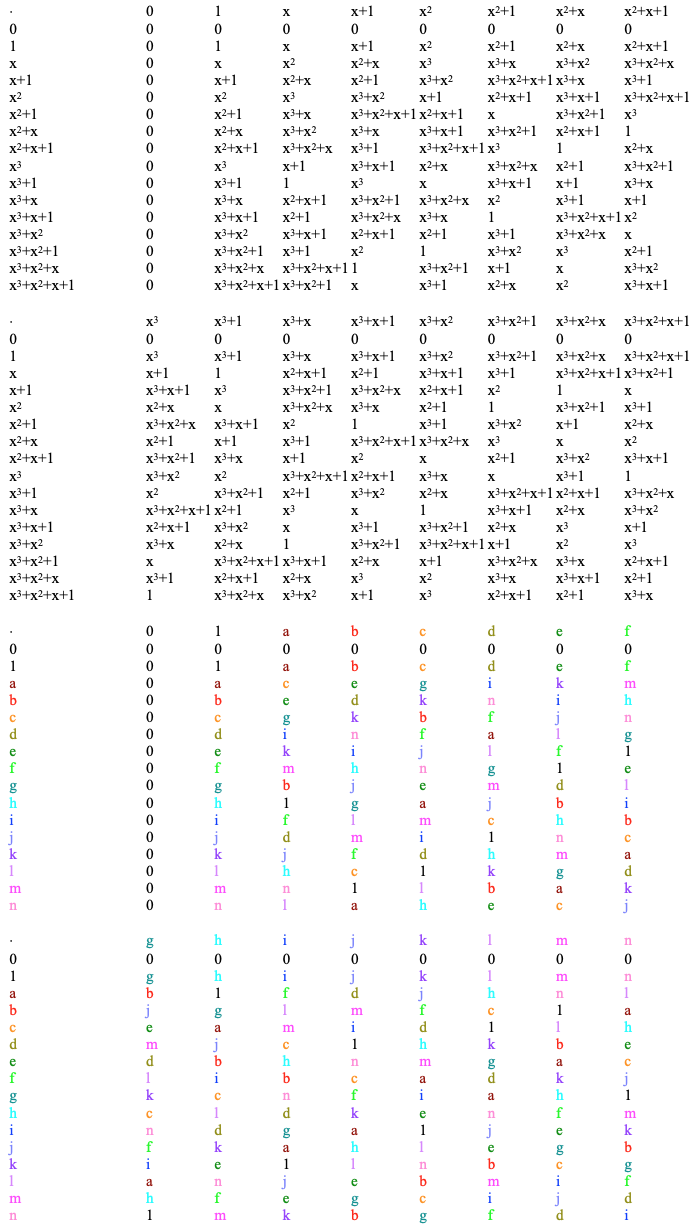 · 0 1 x x+1 x² x²+1 x²+x x²+x+1
0 0 0 0 0 0 0 0 0
1 0 1 x x+1 x² x²+1 x²+x x²+x+1
x 0 x x² x²+x x³ x³+x x³+x² x³+x²+x
x+1 0 x+1 x²+x x²+1 x³+x² x³+x²+x+1 x³+x x³+1
x² 0 x² x³ x³+x² x+1 x²+x+1 x³+x+1 x³+x²+x+1
x²+1 0 x²+1 x³+x x³+x²+x+1 x²+x+1 x x³+x²+1 x³
x²+x 0 x²+x x³+x² x³+x x³+x+1 x³+x²+1 x²+x+1 1
x²+x+1 0 x²+x+1 x³+x²+x x³+1 x³+x²+x+1 x³ 1 x²+x
x³ 0 x³ x+1 x³+x+1 x²+x x³+x²+x x²+1 x³+x²+1
x³+1 0 x³+1 1 x³ x x³+x+1 x+1 x³+x
x³+x 0 x³+x x²+x+1 x³+x²+1 x³+x²+x x² x³+1 x+1
x³+x+1 0 x³+x+1 x²+1 x³+x²+x x³+x 1 x³+x²+x+1 x²
x³+x² 0 x³+x² x³+x+1 x²+x+1 x²+1 x³+1 x³+x²+x x
x³+x²+1 0 x³+x²+1 x³+1 x² 1 x³+x² x³ x²+1
x³+x²+x 0 x³+x²+x x³+x²+x+1 1 x³+x²+1 x+1 x x³+x²
x³+x²+x+1 0 x³+x²+x+1 x³+x²+1 x x³+1 x²+x x² x³+x+1
· x³ x³+1 x³+x x³+x+1 x³+x² x³+x²+1 x³+x²+x x³+x²+x+1
0 0 0 0 0 0 0 0 0
1 x³ x³+1 x³+x x³+x+1 x³+x² x³+x²+1 x³+x²+x x³+x²+x+1
x x+1 1 x²+x+1 x²+1 x³+x+1 x³+1 x³+x²+x+1 x³+x²+1
x+1 x³+x+1 x³ x³+x²+1 x³+x²+x x²+x+1 x² 1 x
x² x²+x x x³+x²+x x³+x x²+1 1 x³+x²+1 x³+1
x²+1 x³+x²+x x³+x+1 x² 1 x³+1 x³+x² x+1 x²+x
x²+x x²+1 x+1 x³+1 x³+x²+x+1 x³+x²+x x³ x x²
x²+x+1 x³+x²+1 x³+x x+1 x² x x²+1 x³+x² x³+x+1
x³ x³+x² x² x³+x²+x+1 x²+x+1 x³+x x x³+1 1
x³+1 x² x³+x²+1 x²+1 x³+x² x²+x x³+x²+x+1 x²+x+1 x³+x²+x
x³+x x³+x²+x+1 x²+1 x³ x 1 x³+x+1 x²+x x³+x²
x³+x+1 x²+x+1 x³+x² x x³+1 x³+x²+1 x²+x x³ x+1
x³+x² x³+x x²+x 1 x³+x²+1 x³+x²+x+1 x+1 x² x³
x³+x²+1 x x³+x²+x+1 x³+x+1 x²+x x+1 x³+x²+x x³+x x²+x+1
x³+x²+x x³+1 x²+x+1 x²+x x³ x² x³+x x³+x+1 x²+1
x³+x²+x+1 1 x³+x²+x x³+x² x+1 x³ x²+x+1 x²+1 x³+x
· 0 1 a b c d e f
0 0 0 0 0 0 0 0 0
1 0 1 a b c d e f
a 0 a c e g i k m
b 0 b e d k n i h
c 0 c g k b f j n
d 0 d i n f a l g
e 0 e k i j l f 1
f 0 f m h n g 1 e
g 0 g b j e m d l
h 0 h 1 g a j b i
i 0 i f l m c h b
j 0 j d m i 1 n c
k 0 k j f d h m a
l 0 l h c 1 k g d
m 0 m n 1 l b a k
n 0 n l a h e c j
· g h i j k l m n
0 0 0 0 0 0 0 0 0
1 g h i j k l m n
a b 1 f d j h n l
b j g l m f c 1 a
c e a m i d 1 l h
d m j c 1 h k b e
e d b h n m g a c
f l i b c a d k j
g k c n f i a h 1
h c l d k e n f m
i n d g a 1 j e k
j f k a h l e g b
k i e 1 l n b c g
l a n j e b m i f
m h f e g c i j d
n 1 m k b g f d i